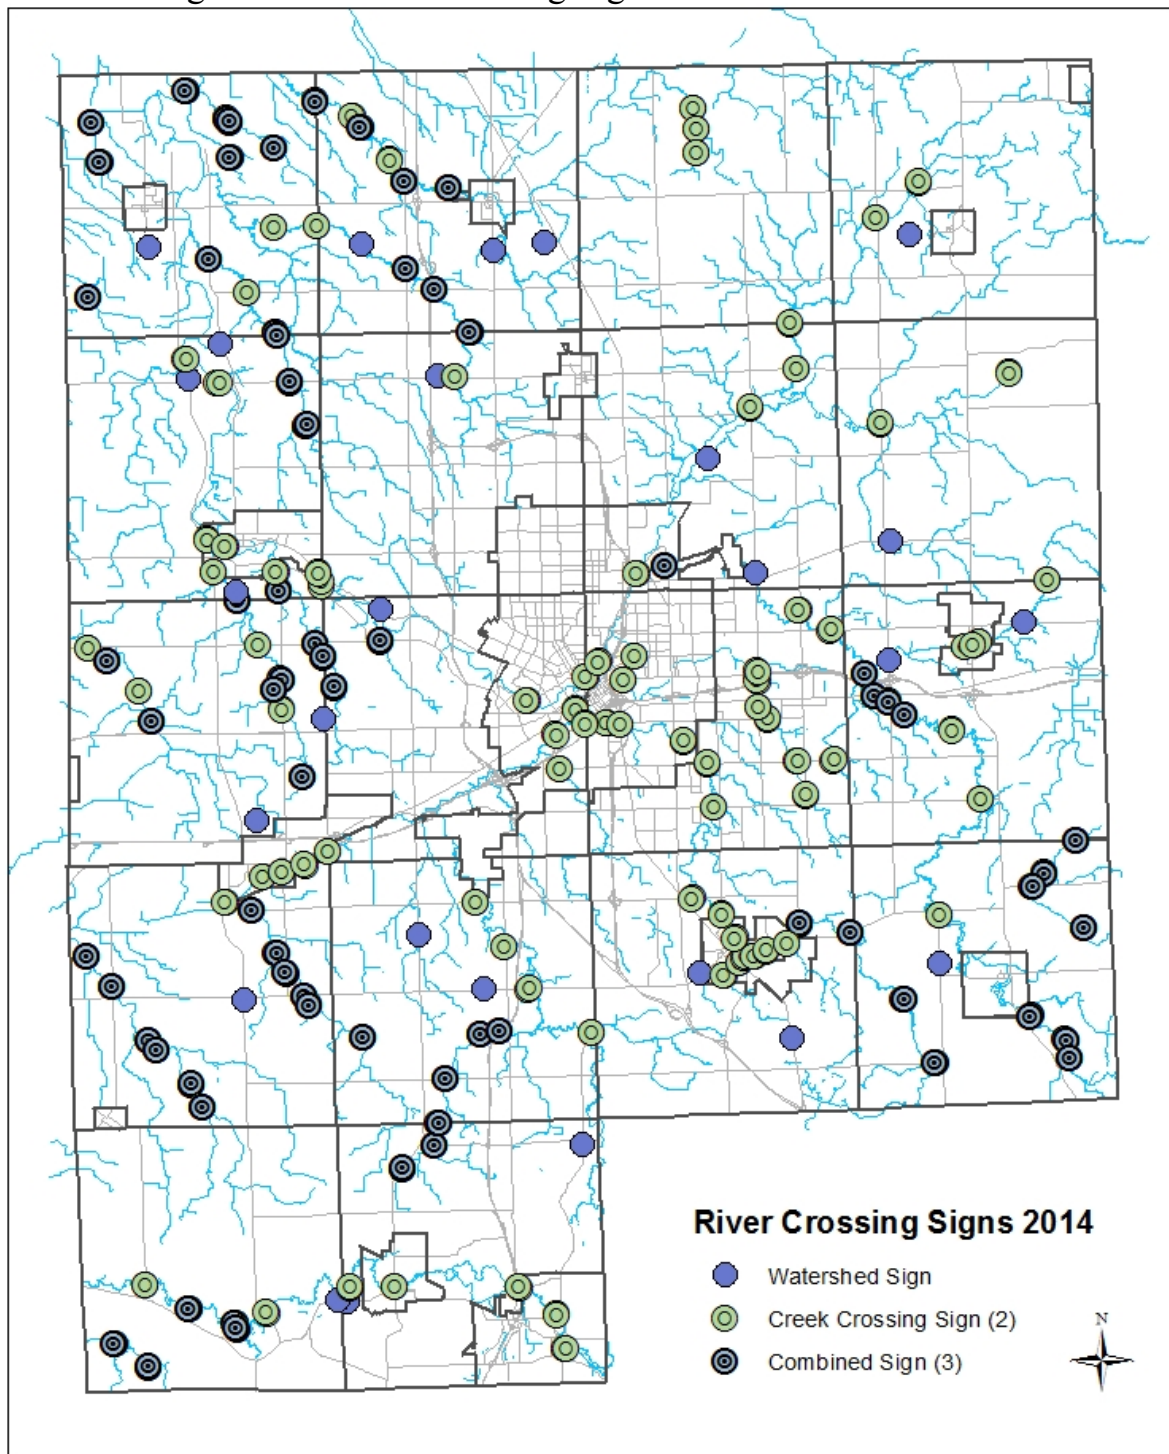 River Crossing Signs 2014
Watershed Sign
Creek Crossing Sign (2)
Combined Sign (3)
N